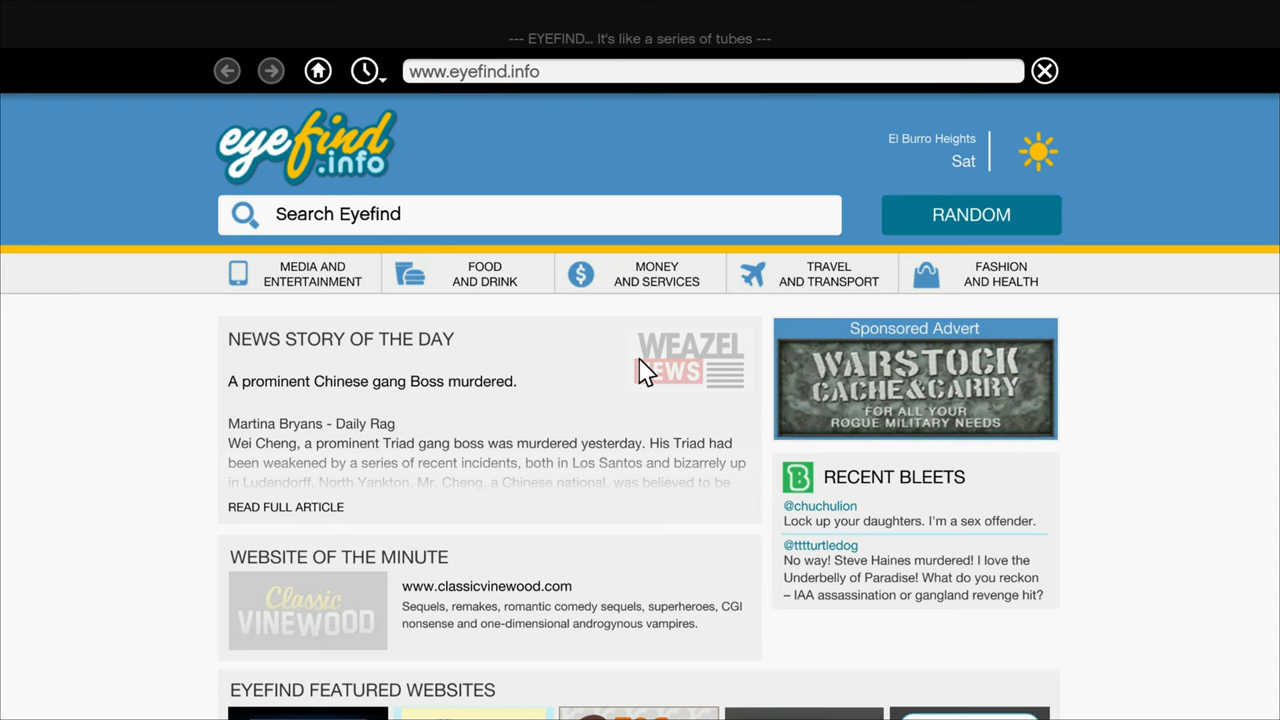 --- EYEFIND... It's like a series of tubes ---
www.eyefind.info
eyefind
.info
El Burro Heights
Sat
Search Eyefind
RANDOM
MEDIA AND
ENTERTAINMENT
FOOD
AND DRINK
MONEY
AND SERVICES
TRAVEL
AND TRANSPORT
FASHION
AND HEALTH
NEWS STORY OF THE DAY
WEAZEL
NEWS
A prominent Chinese gang Boss murdered.
Martina Bryans - Daily Rag
Wei Cheng, a prominent Triad gang boss was murdered yesterday. His Triad had
been weakened by a series of recent incidents, both in Los Santos and bizarrely up
in Ludendorff, North Yankton. Mr. Cheng, a Chinese national, was believed to be
READ FULL ARTICLE
Sponsored Advert
WARSTOCK
CACHE&CARRY
FOR ALL YOUR
ROGUE MILITARY NEEDS
RECENT BLEETS
@chuchulion
Lock up your daughters. I'm a sex offender.
@tttturtledog
No way! Steve Haines murdered! I love the
Underbelly of Paradise! What do you reckon
– IAA assassination or gangland revenge hit?
WEBSITE OF THE MINUTE
Classic
VINEWOOD
www.classicvinewood.com
Sequels, remakes, romantic comedy sequels, superheroes, CGI
nonsense and one-dimensional androgynous vampires.
EYEFIND FEATURED WEBSITES